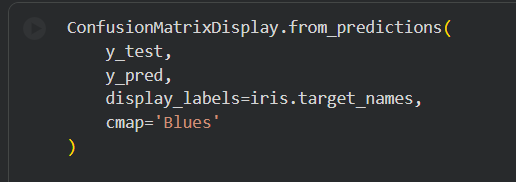 ConfusionMatrixDisplay.from_predictions(
    y_test,
    y_pred,
    display_labels=iris.target_names,
    cmap='Blues'
)